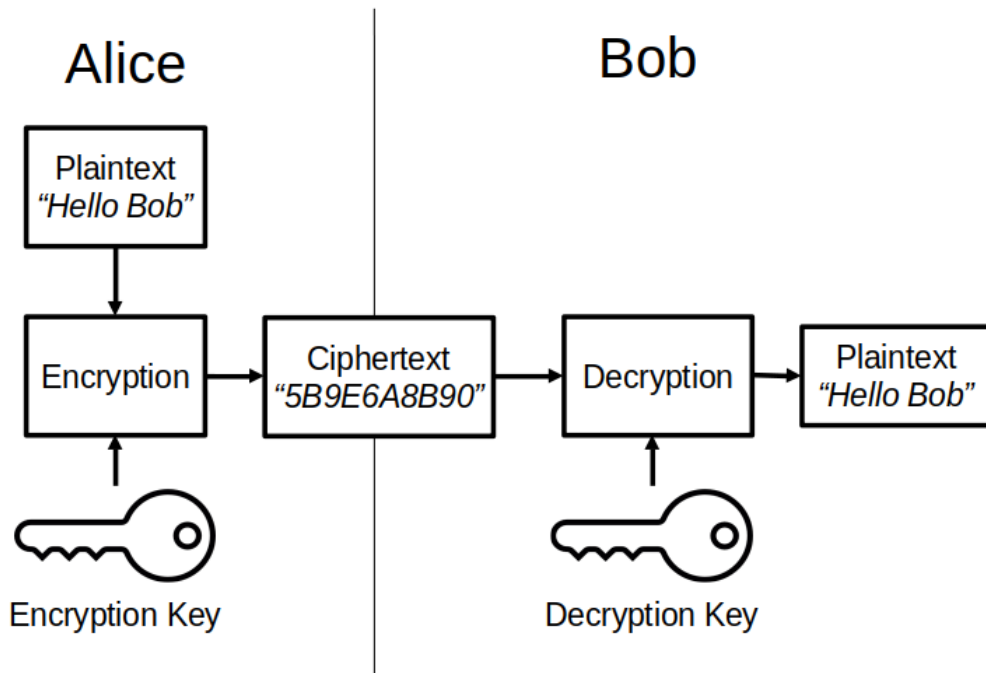 Alice
Bob
Plaintext
“Hello Bob”
Encryption
Ciphertext
“5B9E6A8B90”
Decryption
Plaintext
“Hello Bob”
Encryption Key
Decryption Key